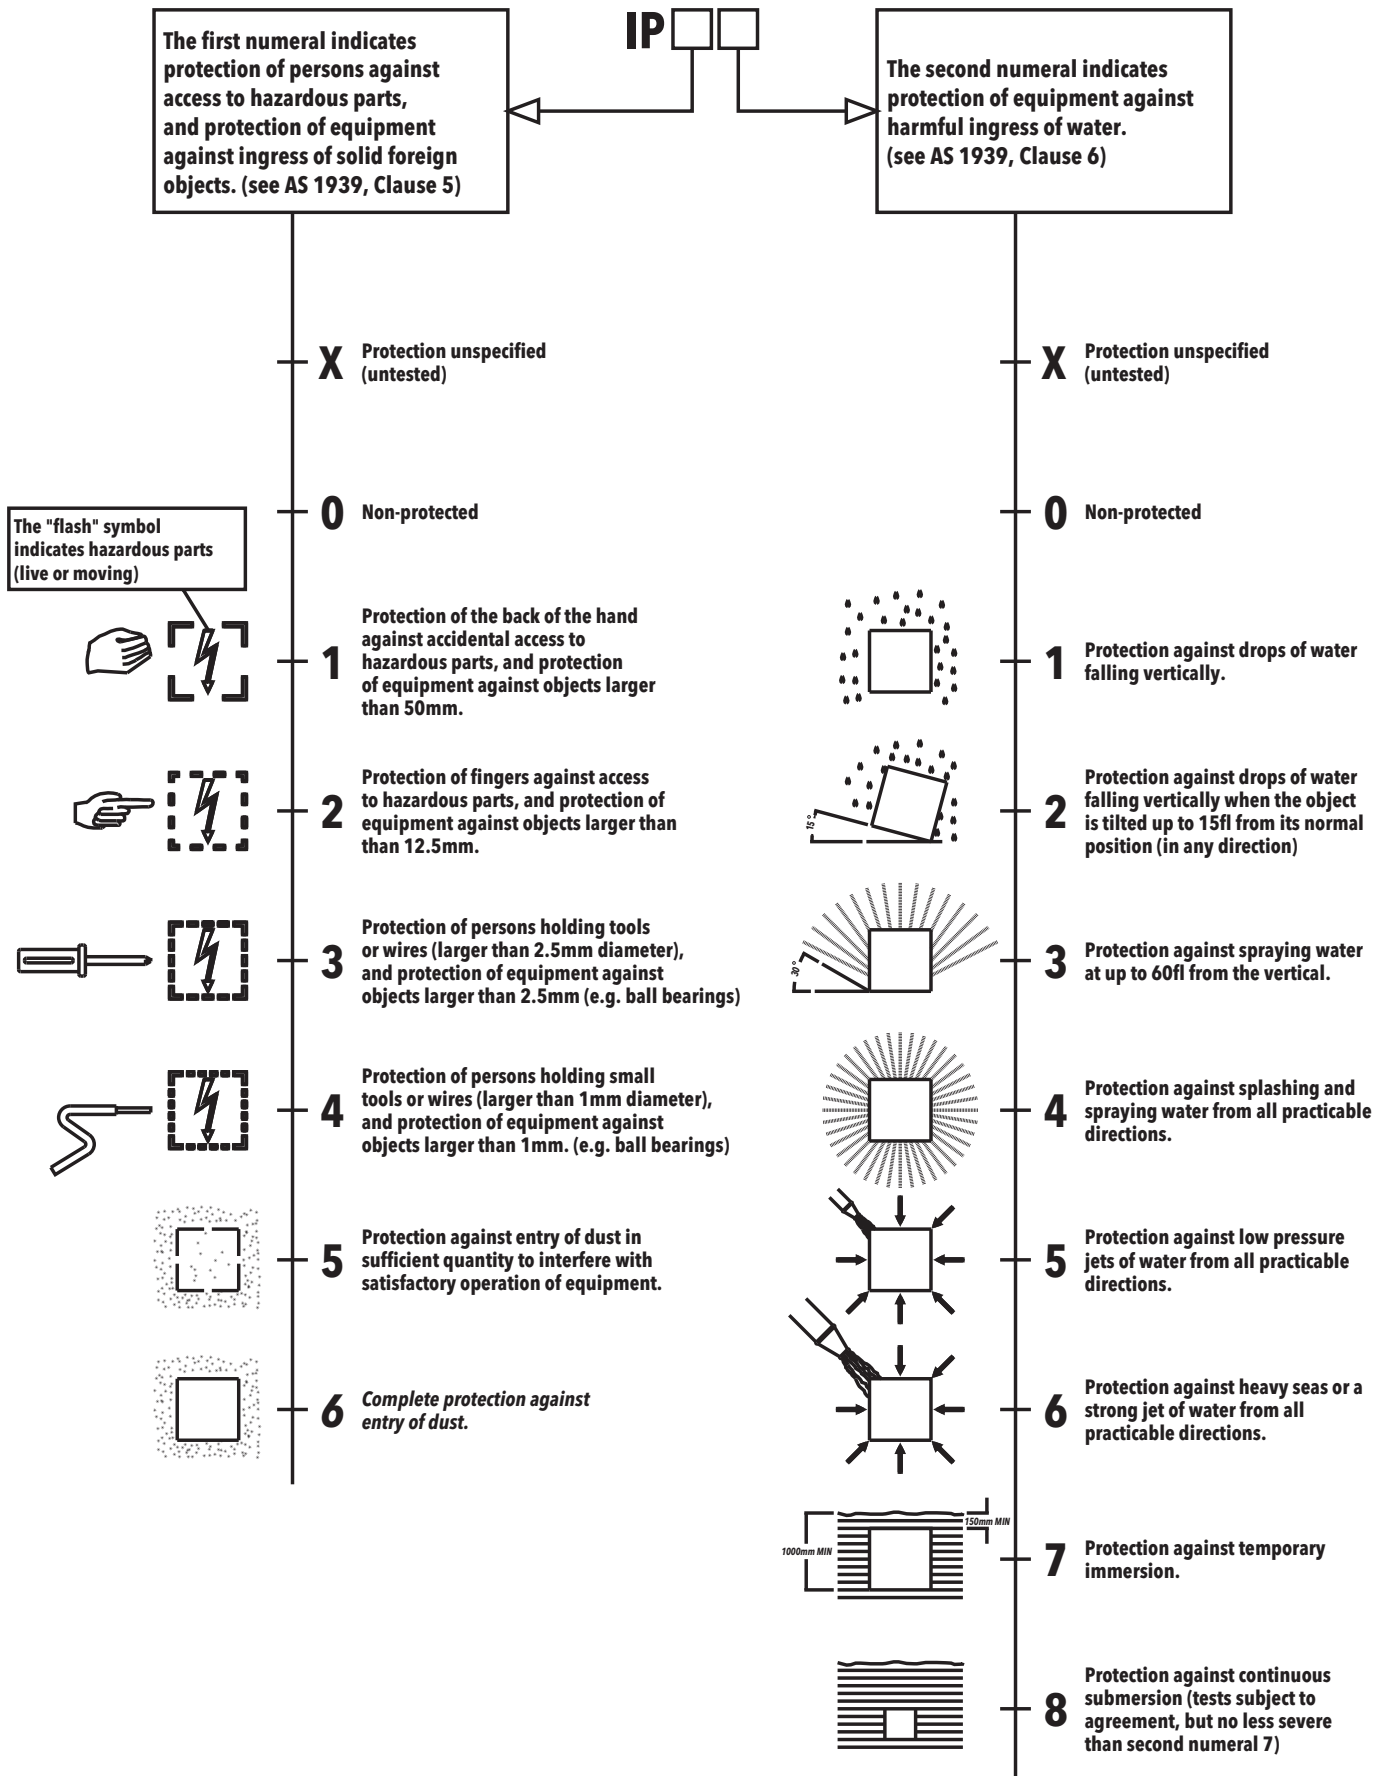 IP
The first numeral indicates
protection of persons against
access to hazardous parts,
and protection of equipment
against ingress of solid foreign
objects. (see AS 1939, Clause 5)
The second numeral indicates
protection of equipment against
harmful ingress of water.
(see AS 1939, Clause 6)
X
Protection unspecified
(untested)
0
Non-protected
The "flash" symbol
indicates hazardous parts
(live or moving)
1
Protection of the back of the hand
against accidental access to
hazardous parts, and protection
of equipment against objects larger
than 50mm.
2
Protection of fingers against access
to hazardous parts, and protection of
equipment against objects larger than
than 12.5mm.
3
Protection of persons holding tools
or wires (larger than 2.5mm diameter),
and protection of equipment against
objects larger than 2.5mm (e.g. ball bearings)
4
Protection of persons holding small
tools or wires (larger than 1mm diameter),
and protection of equipment against
objects larger than 1mm. (e.g. ball bearings)
5
Protection against entry of dust in
sufficient quantity to interfere with
satisfactory operation of equipment.
6
Complete protection against
entry of dust.
X
Protection unspecified
(untested)
0
Non-protected
1
Protection against drops of water
falling vertically.
15°
2
Protection against drops of water
falling vertically when the object
is tilted up to 15fl from its normal
position (in any direction)
30°
3
Protection against spraying water
at up to 60fl from the vertical.
4
Protection against splashing and
spraying water from all practicable
directions.
5
Protection against low pressure
jets of water from all practicable
directions.
6
Protection against heavy seas or a
strong jet of water from all
practicable directions.
150mm MIN
1000mm MIN
7
Protection against temporary
immersion.
8
Protection against continuous
submersion (tests subject to
agreement, but no less severe
than second numeral 7)